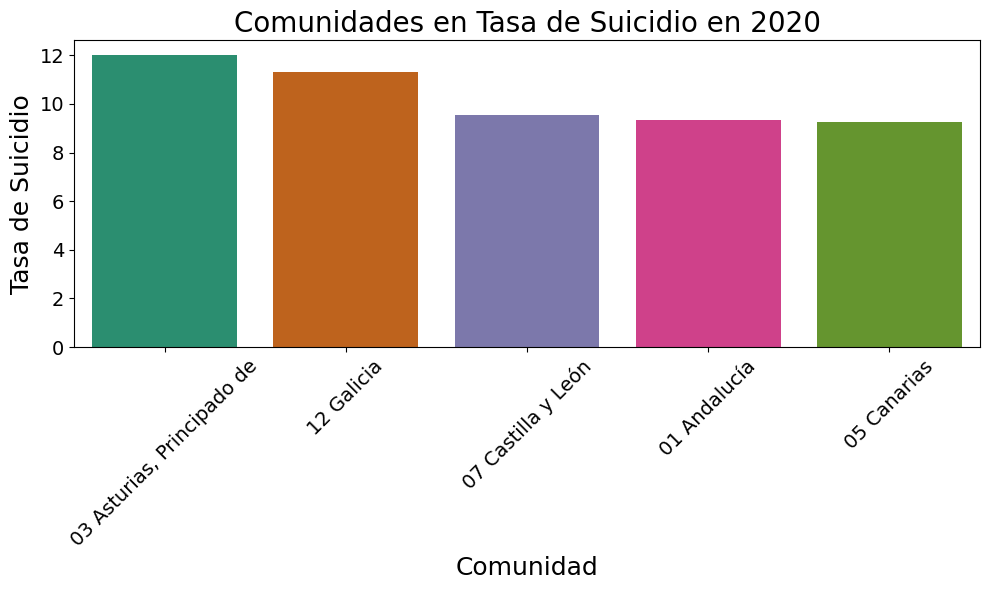 Comunidades en Tasa de Suicidio en 2020
Tasa de Suicidio
12
10
8
6
4
2
0
03 Asturias, Principado de
12 Galicia
07 Castilla y León
01 Andalucía
05 Canarias
Comunidad